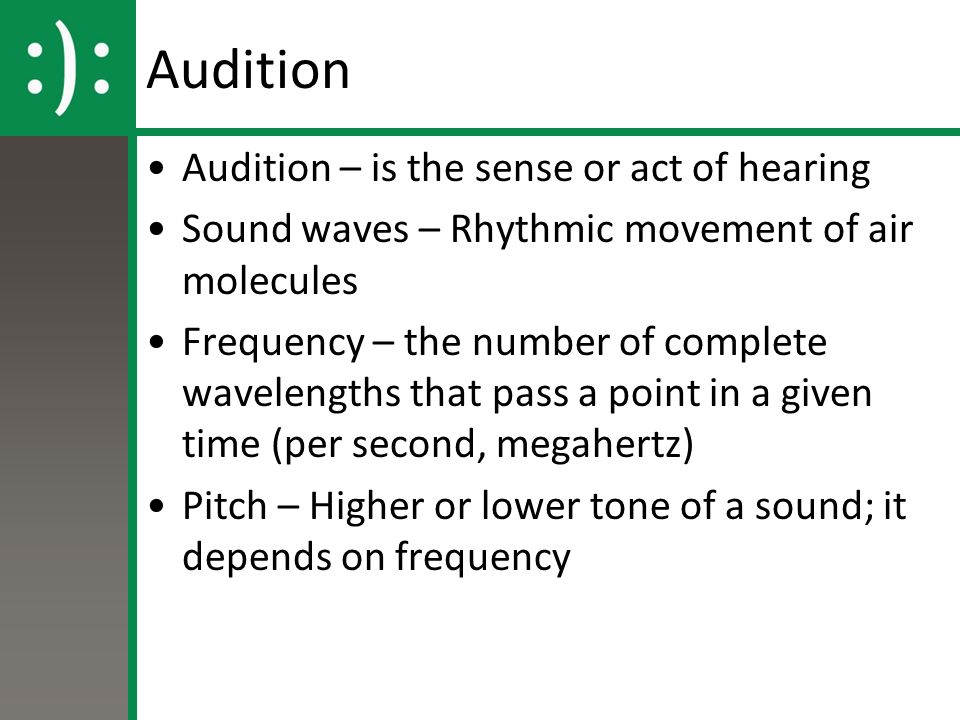 :):
Audition
• Audition – is the sense or act of hearing
• Sound waves – Rhythmic movement of air
molecules
• Frequency – the number of complete
wavelengths that pass a point in a given
time (per second, megahertz)
• Pitch – Higher or lower tone of a sound; it
depends on frequency